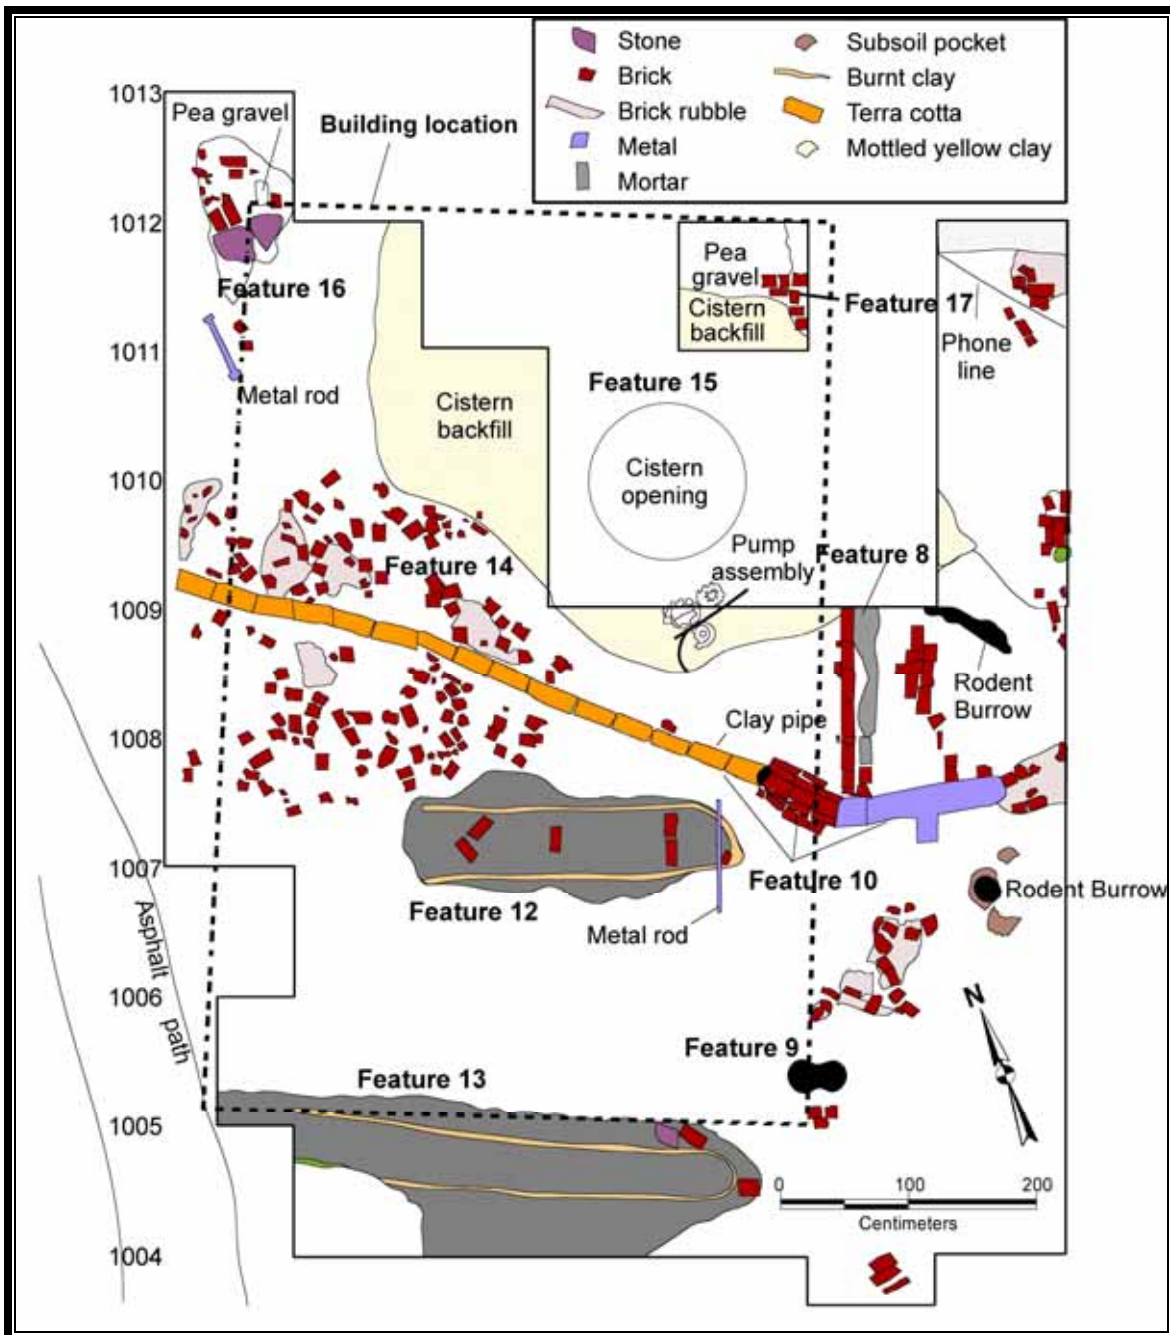 Stone
Brick
Brick rubble
Metal
Mortar
Subsoil pocket
Burnt clay
Terra cotta
Mottled yellow clay
1013
Pea gravel
Building location
1012
Feature 16
Pea
gravel
Cistern
backfill
Feature 17
Phone
line
1011
Metal rod
Feature 15
Cistern
backfill
Cistern
opening
1010
Pump
assembly
Feature 8
Feature 14
1009
Rodent
Burrow
Clay pipe
1008
1007
Feature 10
Rodent Burrow
Feature 12
Metal rod
Asphalt
path
1006
N
Feature 9
Feature 13
1005
0
100
200
Centimeters
1004